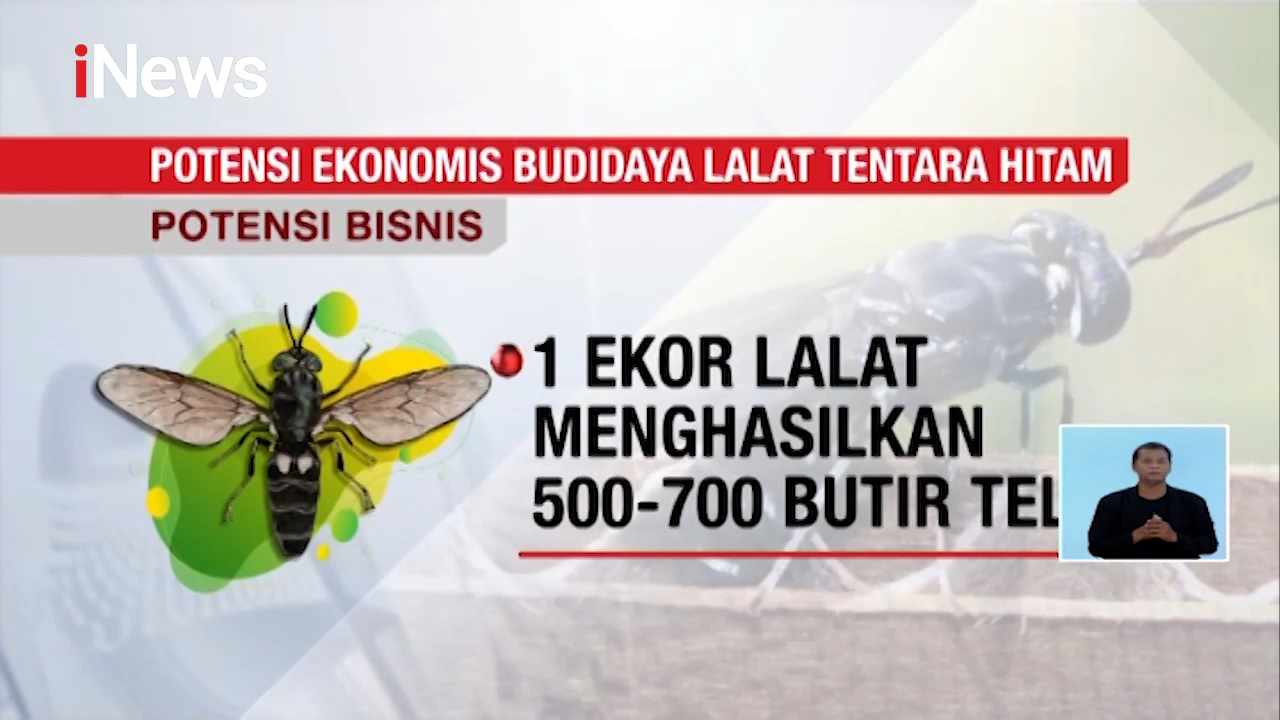 iNews
POTENSI EKONOMIS BUDIDAYA LALAT TENTARA HITAM
POTENSI BISNIS
1 EKOR LALAT
MENGHASILKAN
500-700 BUTIR